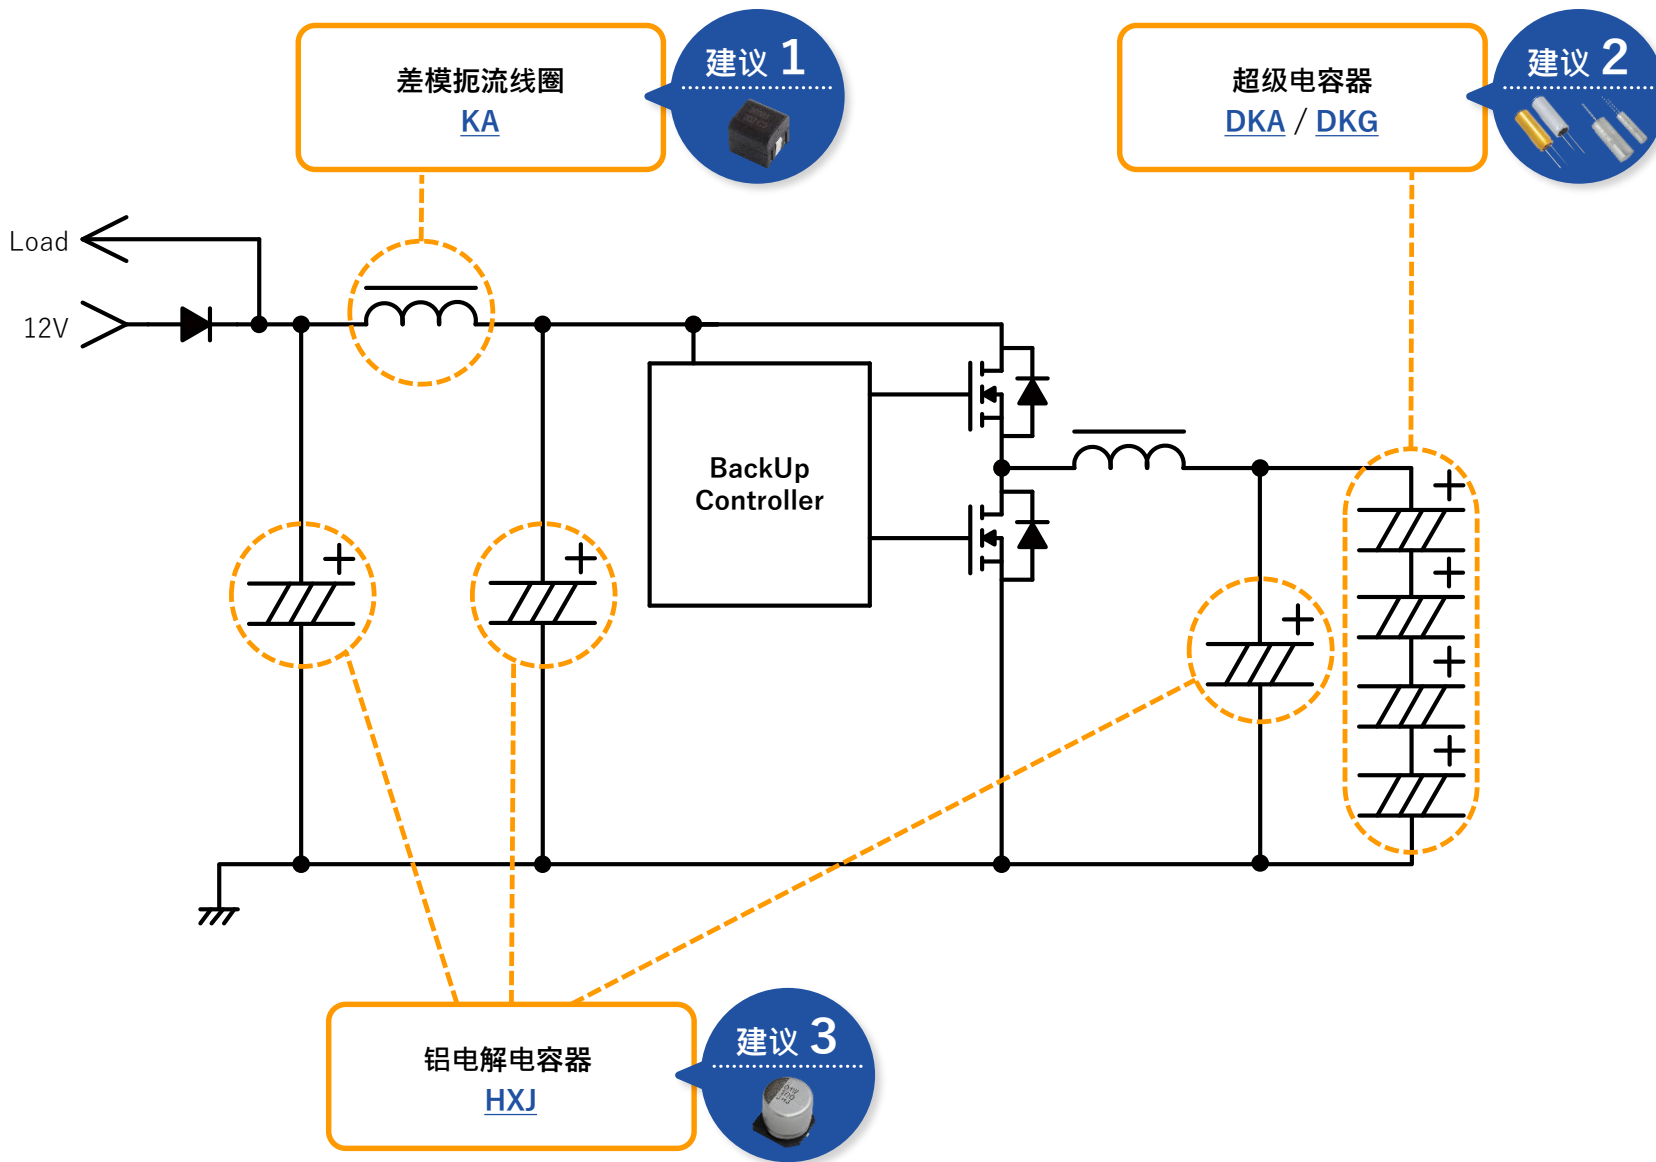 差模扼流线圈
KA
建议 1
超级电容器
DKA / DKG
建议 2
Load
12V
BackUp
Controller
+
+
+
+
+
+
+
铝电解电容器
HXJ
建议 3